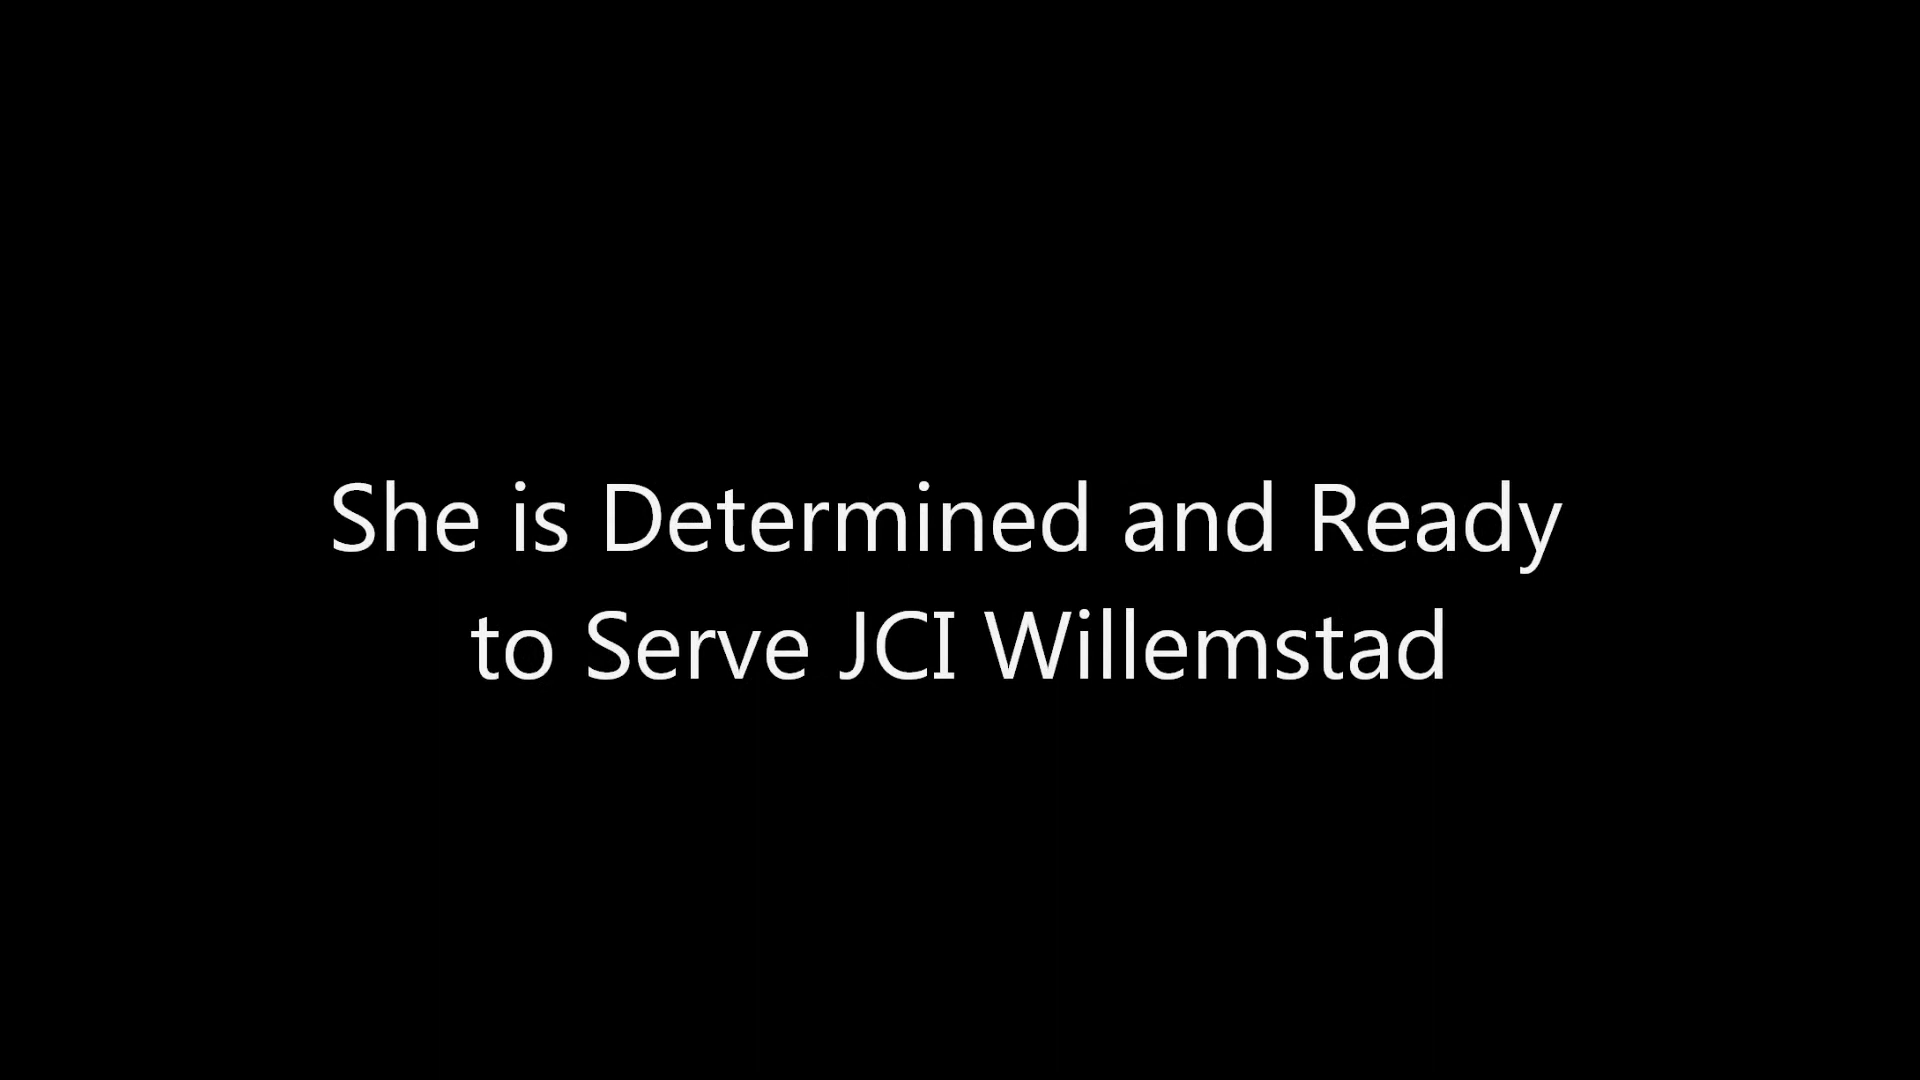 She is Determined and Ready
to Serve JCI Willemstad